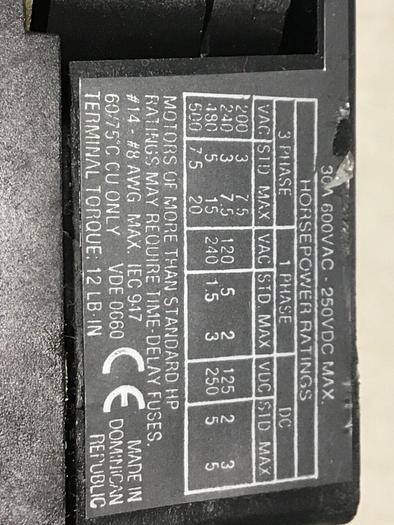 30A 600VAC - 250VDC MAX.
HORSEPOWER RATINGS
3 PHASE 1 PHASE DC
VAC STD MAX VAC STD MAX VDC STD MAX
200 3 7.5
240 3 7.5 120 .5 2 125 2 3
480 5 15 240 1.5 3 250 5 5
600 7.5 20
MOTORS OF MORE THAN STANDARD HP
RATINGS MAY REQUIRE TIME-DELAY FUSES.
#14 - #8 AWG. MAX. IEC 947
60/75°C CU ONLY VDE 0660
TERMINAL TORQUE: 12 LB·IN
CE
MADE IN
DOMINICAN
REPUBLIC